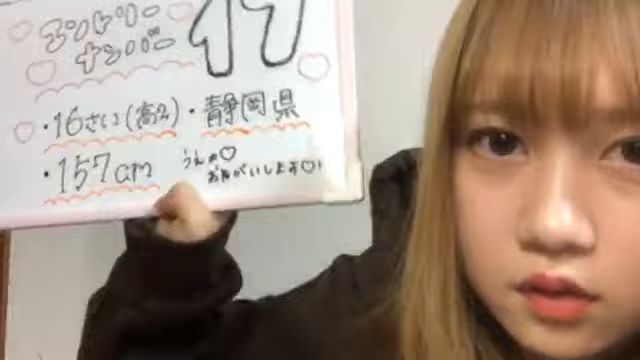 エントリー
ナンバー 19
・16さい(高2)・静岡県
・157cm
おねがいします♡